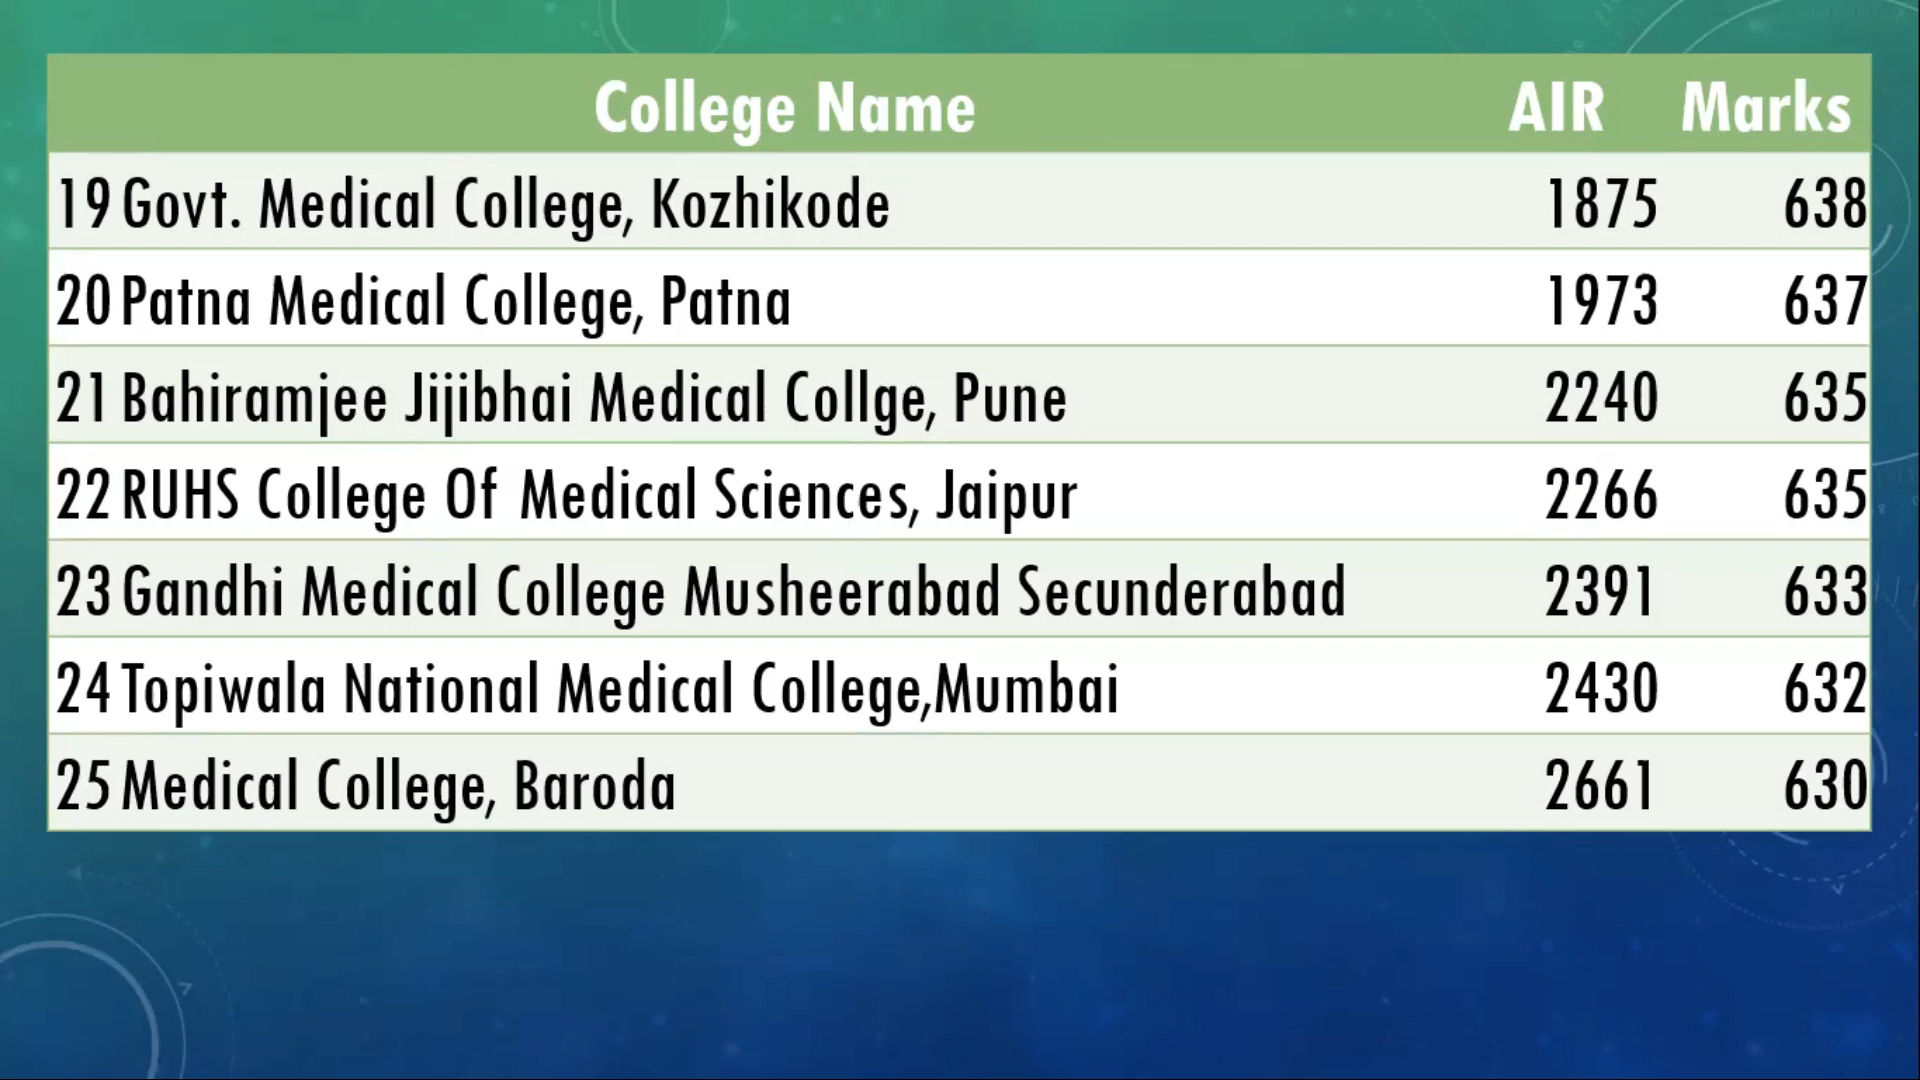 College Name AIR Marks
19 Govt. Medical College, Kozhikode 1875 638
20 Patna Medical College, Patna 1973 637
21 Bahiramjee Jijibhai Medical Collge, Pune 2240 635
22 RUHS College Of Medical Sciences, Jaipur 2266 635
23 Gandhi Medical College Musheerabad Secunderabad 2391 633
24 Topiwala National Medical College,Mumbai 2430 632
25 Medical College, Baroda 2661 630